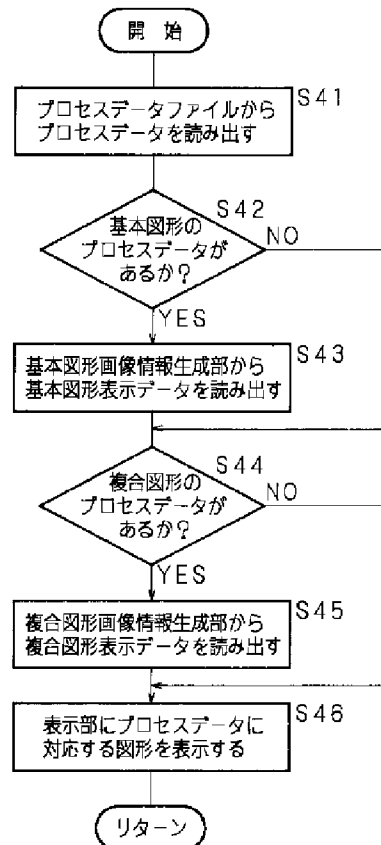 開 始
S41
プロセスデータファイルから
プロセスデータを読み出す
S42
基本図形の
プロセスデータが
あるか?
NO
YES
S43
基本図形画像情報生成部から
基本図形表示データを読み出す
S44
複合図形の
プロセスデータが
あるか?
NO
YES
S45
複合図形画像情報生成部から
複合図形表示データを読み出す
S46
表示部にプロセスデータに
対応する図形を表示する
リターン